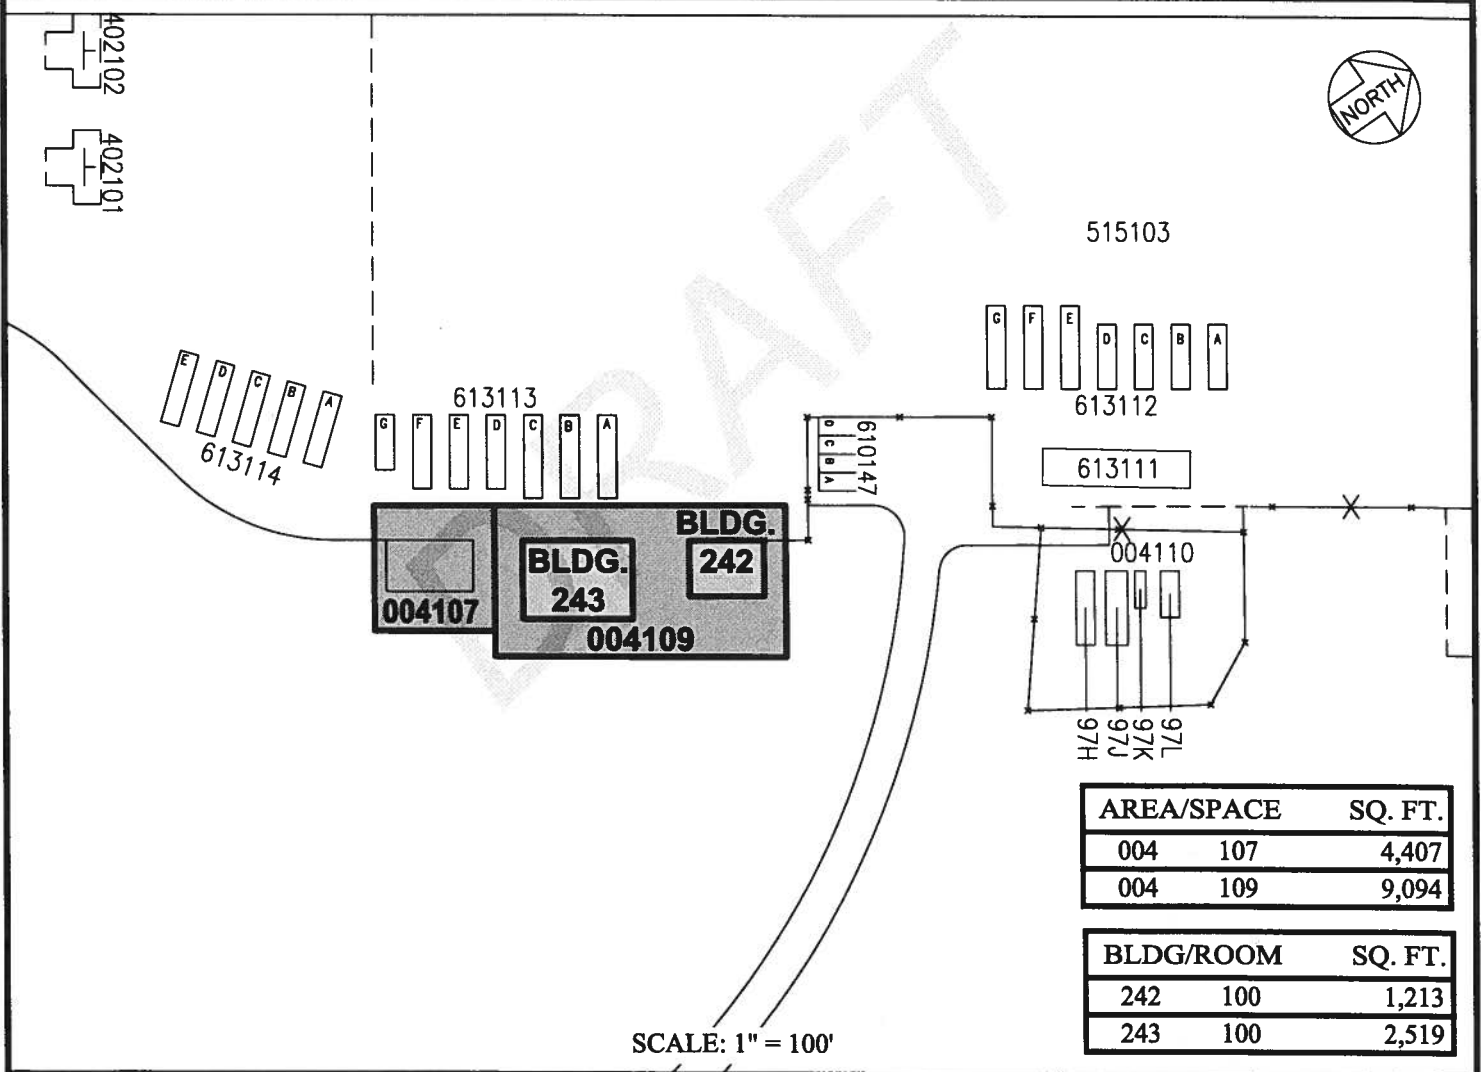 402102
402101
NORTH
DRAFT
515103
G F E D C B A
613112
E D C B A
613114
613113
G F E D C B A
D C B A
610147
613111
BLDG.
242
BLDG.
243
004107
004109
004110
97H
97J
97K
97L
AREA/SPACE SQ. FT.
004 107 4,407
004 109 9,094
BLDG/ROOM SQ. FT.
242 100 1,213
243 100 2,519
SCALE: 1" = 100'